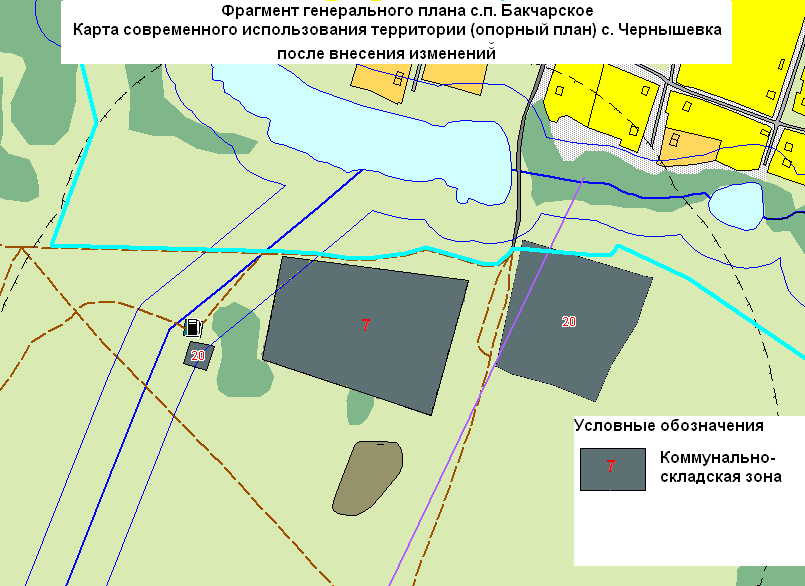 Фрагмент генерального плана с.п. Бакчарское
Карта современного использования территории (опорный план) с. Чернышевка
после внесения изменений
7
20
20
Условные обозначения
7
Коммунально-
складская зона